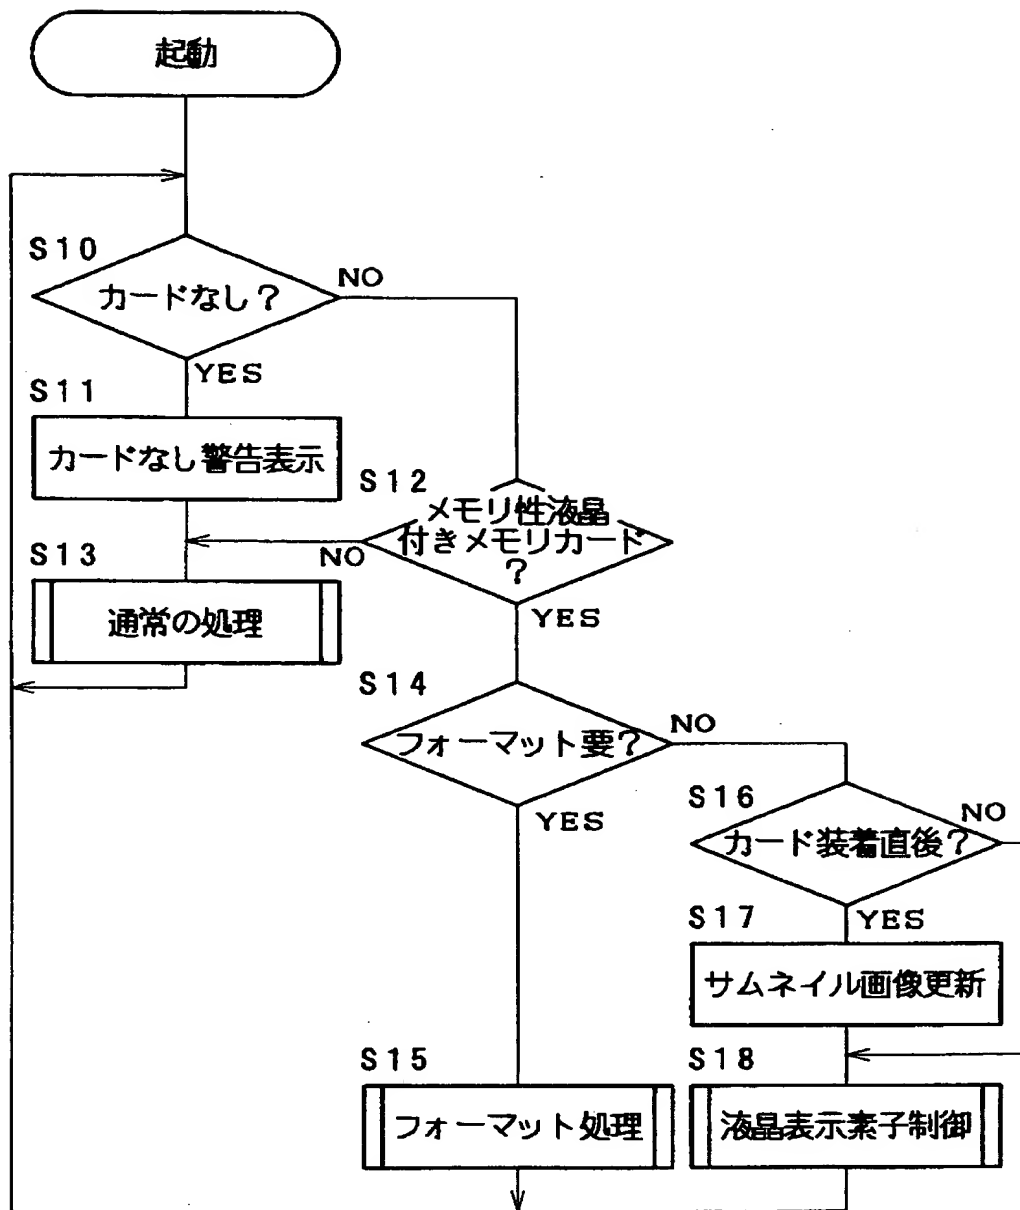 起動
S10
カードなし？
NO
YES
S11
カードなし警告表示
S12
メモリ性液晶
付きメモリカード
？
NO
YES
S13
通常の処理
S14
フォーマット要？
NO
YES
S16
カード装着直後？
NO
YES
S17
サムネイル画像更新
S15
フォーマット処理
S18
液晶表示素子制御